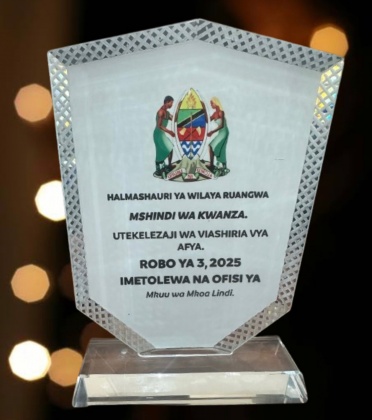 HALMASHAURI YA WILAYA RUANGWA
MSHINDI WA KWANZA.
UTEKELEZAJI WA VIASHIRIA VYA
AFYA.
ROBO YA 3, 2025
IMETOLEWA NA OFISI YA
Mkuu wa Mkoa Lindi.